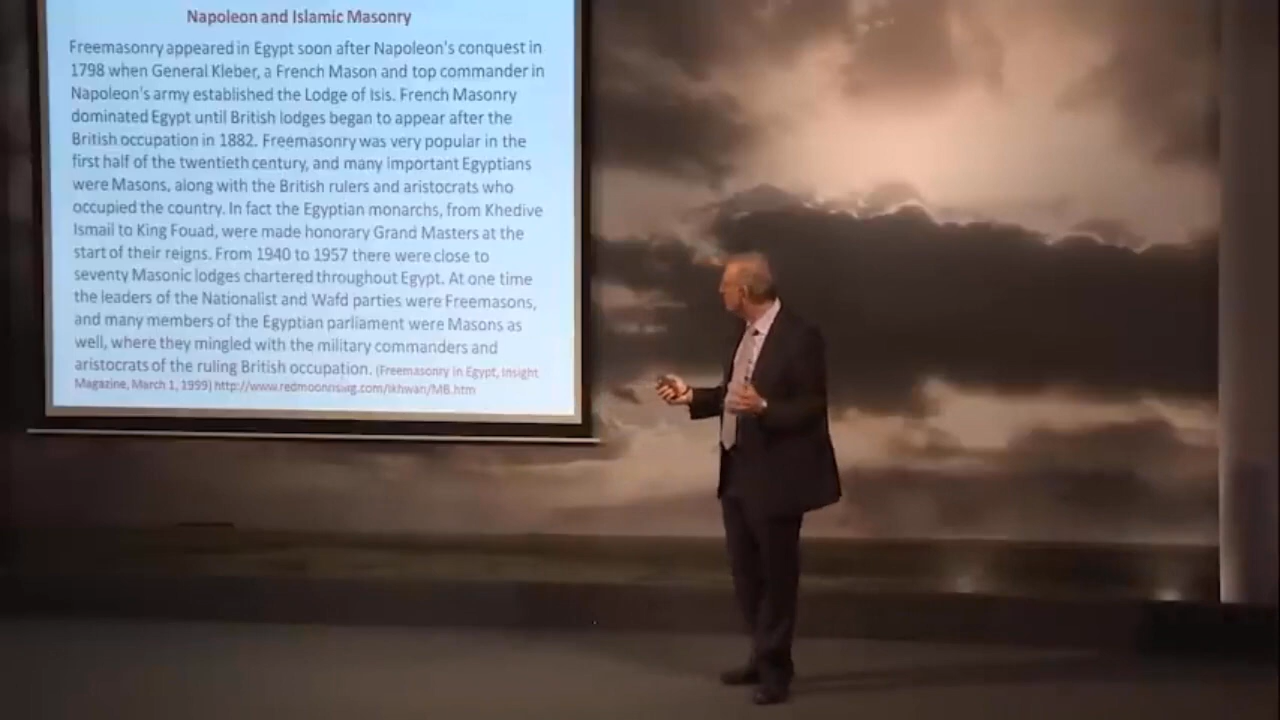 Napoleon and Islamic Masonry
Freemasonry appeared in Egypt soon after Napoleon's conquest in
1798 when General Kleber, a French Mason and top commander in
Napoleon's army established the Lodge of Isis. French Masonry
dominated Egypt until British lodges began to appear after the
British occupation in 1882. Freemasonry was very popular in the
first half of the twentieth century, and many important Egyptians
were Masons, along with the British rulers and aristocrats who
occupied the country. In fact the Egyptian monarchs, from Khedive
Ismail to King Fouad, were made honorary Grand Masters at the
start of their reigns. From 1940 to 1957 there were close to
seventy Masonic lodges chartered throughout Egypt. At one time
the leaders of the Nationalist and Wafd parties were Freemasons,
and many members of the Egyptian parliament were Masons as
well, where they mingled with the military commanders and
aristocrats of the ruling British occupation. (Freemasonry in Egypt, Insight
Magazine, March 1, 1999) http://www.redmoonrising.com/Ikhwan/MB.htm